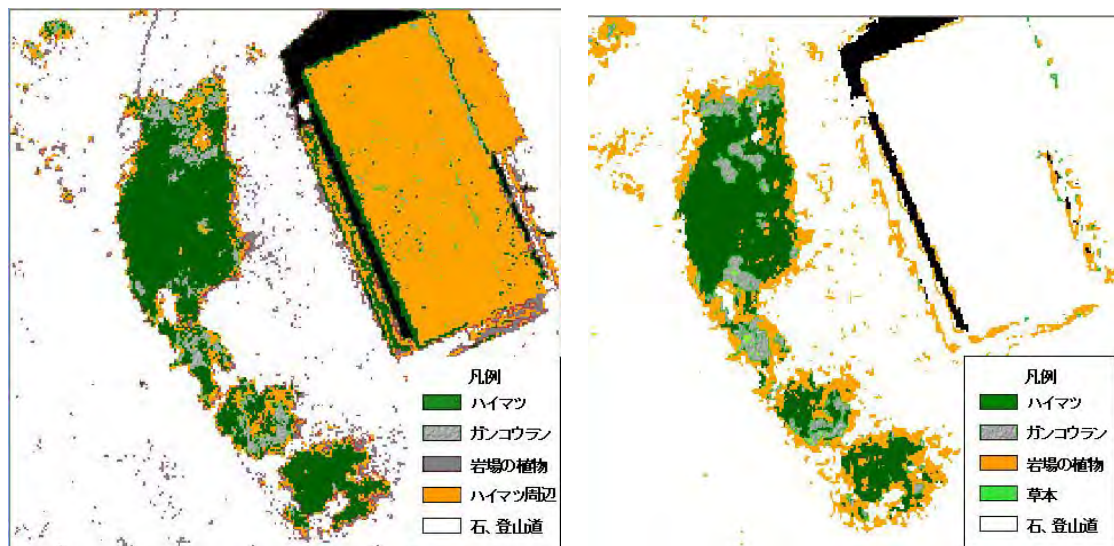 凡例
ハイマツ
ガンコウラン
岩場の植物
ハイマツ周辺
石、登山道
凡例
ハイマツ
ガンコウラン
岩場の植物
草本
石、登山道